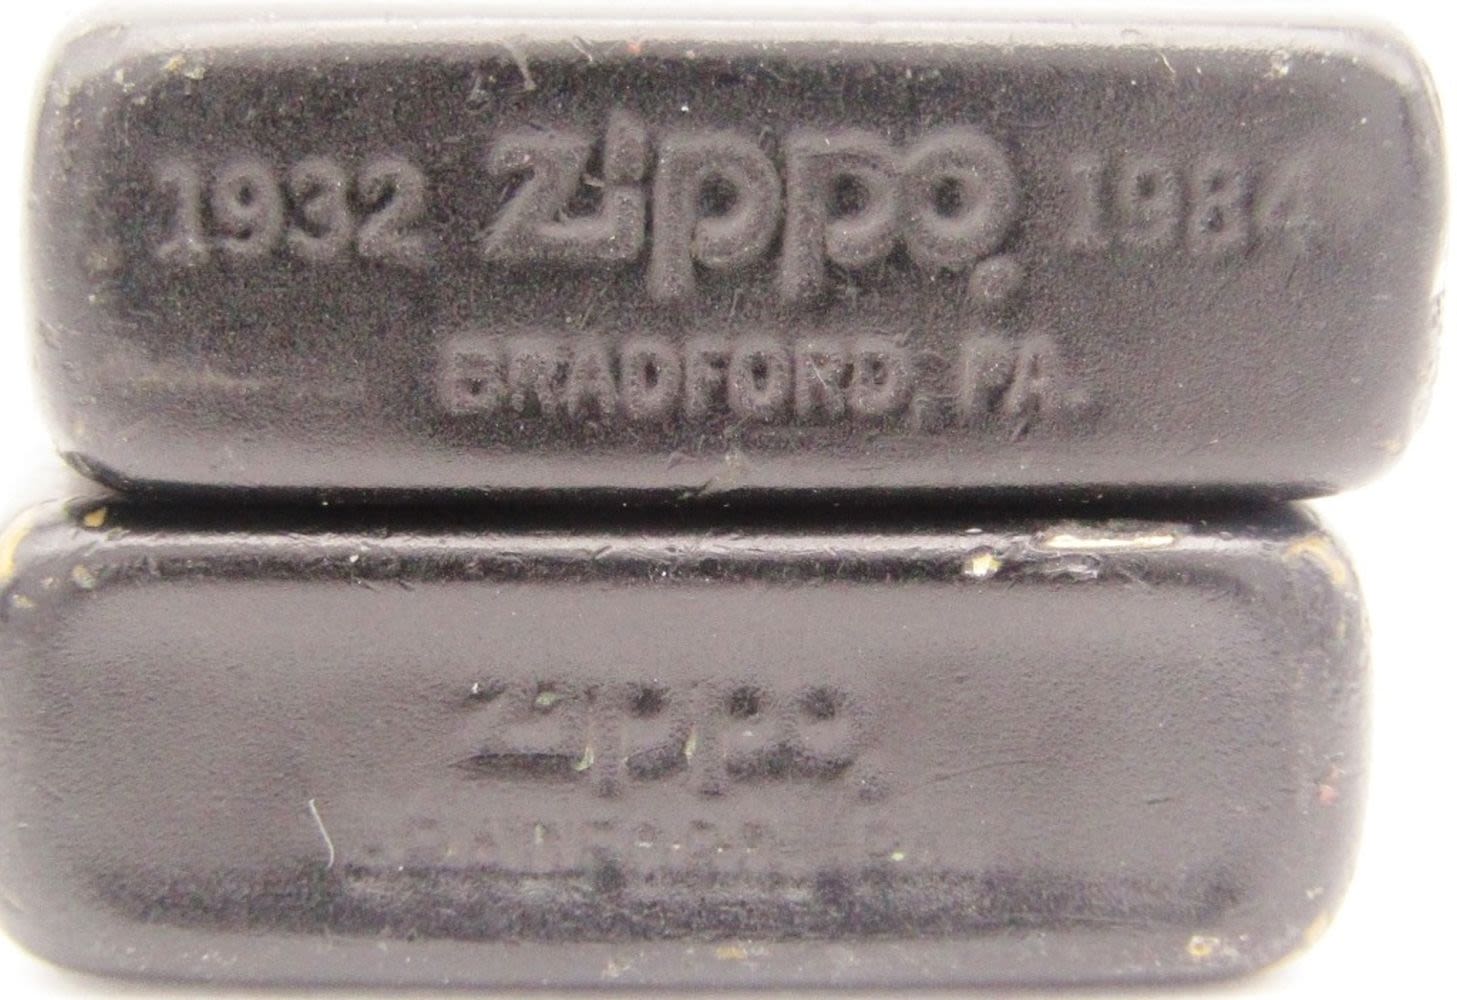 1932 Zippo 1984
BRADFORD, PA.
Zippo